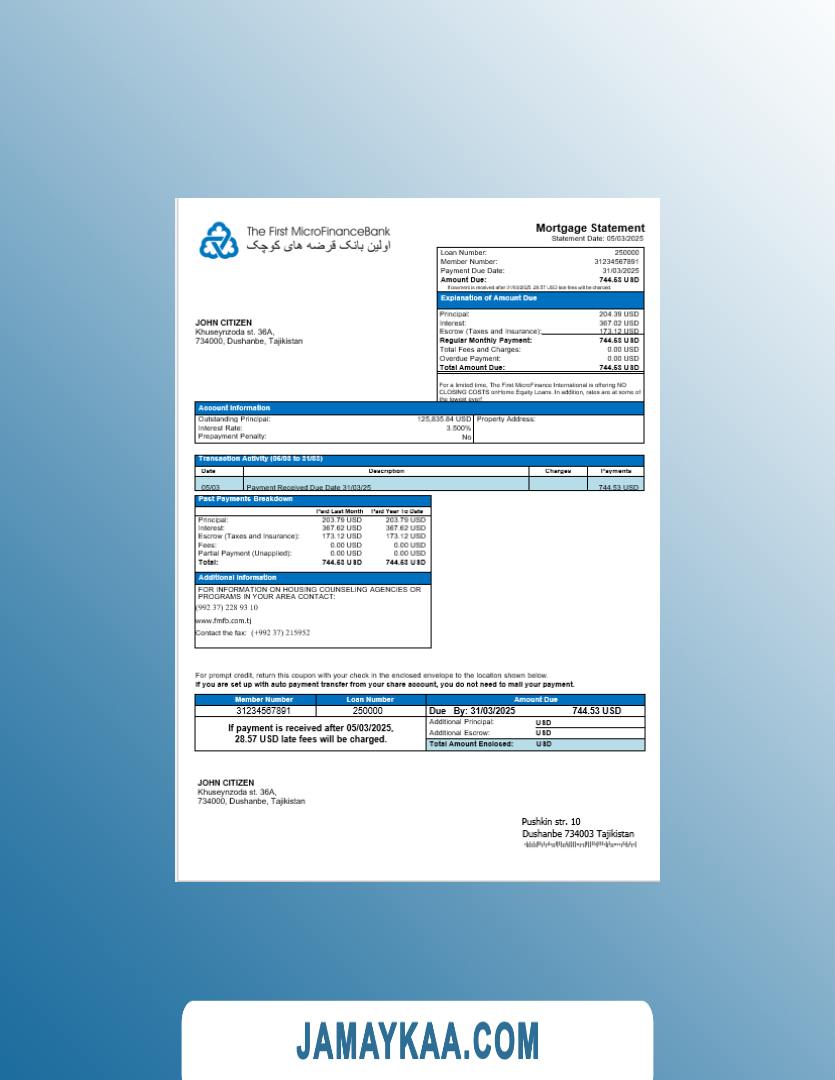 The First MicroFinanceBank
اولین بانک قرضه های کوچک
Mortgage Statement
Statement Date: 05/03/2025
Loan Number: 250000
Member Number: 31234567891
Payment Due Date: 31/03/2025
Amount Due: 744.53 USD
If payment is received after 31/03/2025, 28.57 USD late fees will be charged.
Explanation of Amount Due
Principal: 204.39 USD
Interest: 367.02 USD
Escrow (Taxes and Insurance): 173.12 USD
Regular Monthly Payment: 744.53 USD
Total Fees and Charges: 0.00 USD
Overdue Payment: 0.00 USD
Total Amount Due: 744.53 USD
JOHN CITIZEN
Khuseynzoda st. 36A,
734000, Dushanbe, Tajikistan
For a limited time, The First MicroFinance International is offering NO
CLOSING COSTS onHome Equity Loans. In addition, rates are at some of
the lowest ever!
Account Information
Outstanding Principal: 125,835.84 USD Property Address:
Interest Rate: 3.500%
Prepayment Penalty: No
Transaction Activity
Date Description Charges Payments
05/03 Payment Received Due Date 31/03/25 744.53 USD
Past Payments Breakdown
Paid Last Month Paid Year To Date
Principal: 203.79 USD 203.79 USD
Interest: 367.62 USD 367.62 USD
Escrow (Taxes and Insurance): 173.12 USD 173.12 USD
Fees: 0.00 USD 0.00 USD
Partial Payment (Unapplied): 0.00 USD 0.00 USD
Total: 744.53 USD 744.53 USD
Additional Information
FOR INFORMATION ON HOUSING COUNSELING AGENCIES OR
PROGRAMS IN YOUR AREA CONTACT:
(992 37) 228 93 10
www.fmfb.com.tj
Contact the fax: (+992 37) 215952
For prompt credit, return this coupon with your check in the enclosed envelope to the location shown below.
If you are set up with auto payment transfer from your share account, you do not need to mail your payment.
Member Number Loan Number Amount Due
31234567891 250000 Due By: 31/03/2025 744.53 USD
If payment is received after 05/03/2025,
28.57 USD late fees will be charged.
Additional Principal: USD
Additional Escrow: USD
Total Amount Enclosed: USD
JOHN CITIZEN
Khuseynzoda st. 36A,
734000, Dushanbe, Tajikistan
Pushkin str. 10
Dushanbe 734003 Tajikistan
JAMAYKAA.COM